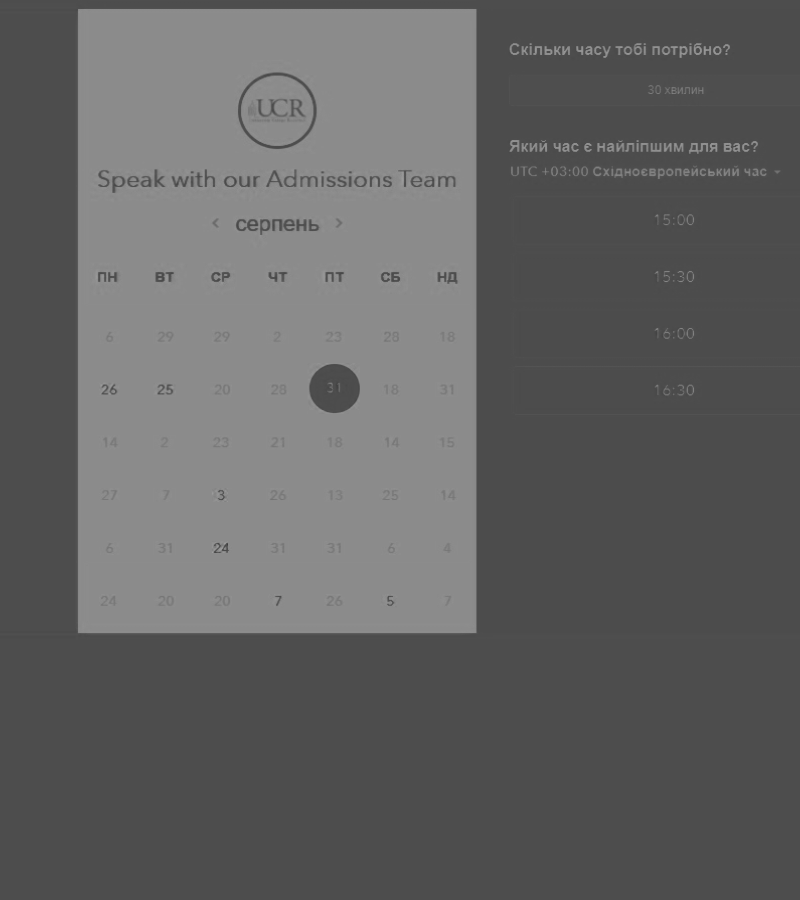 UCR
Speak with our Admissions Team
серпень
ПН ВТ СР ЧТ ПТ СБ НД
6 29 29 2 23 28 18
26 25 20 28 31 18 31
14 2 23 21 18 14 15
27 7 3 26 13 25 14
6 31 24 31 31 6 4
24 20 20 7 26 5 7
Скільки часу тобі потрібно?
30 хвилин
Який час є найліпшим для вас?
UTC +03:00 Східноєвропейський час
15:00
15:30
16:00
16:30